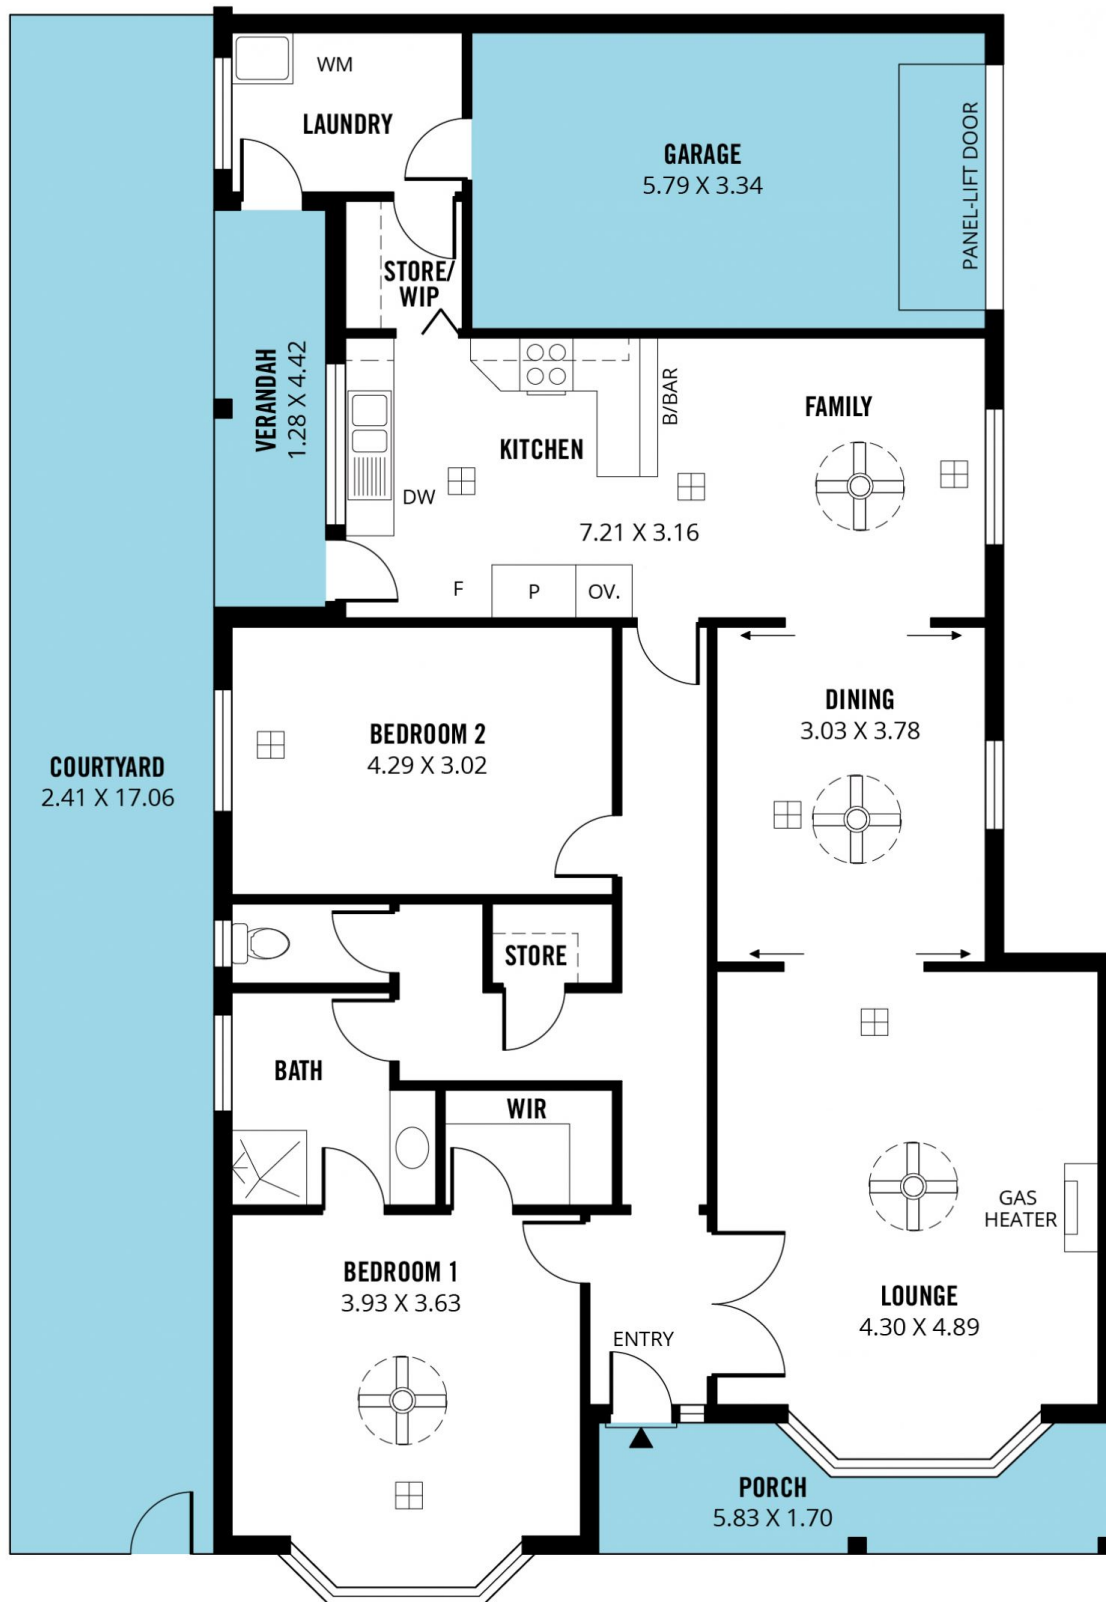 WM
LAUNDRY
GARAGE
5.79 X 3.34
PANEL-LIFT DOOR
STORE/
WIP
VERANDAH
1.28 X 4.42
B/BAR
FAMILY
KITCHEN
DW
7.21 X 3.16
F
P
OV.
DINING
3.03 X 3.78
BEDROOM 2
4.29 X 3.02
COURTYARD
2.41 X 17.06
STORE
BATH
WIR
GAS
HEATER
BEDROOM 1
3.93 X 3.63
LOUNGE
4.30 X 4.89
ENTRY
PORCH
5.83 X 1.70